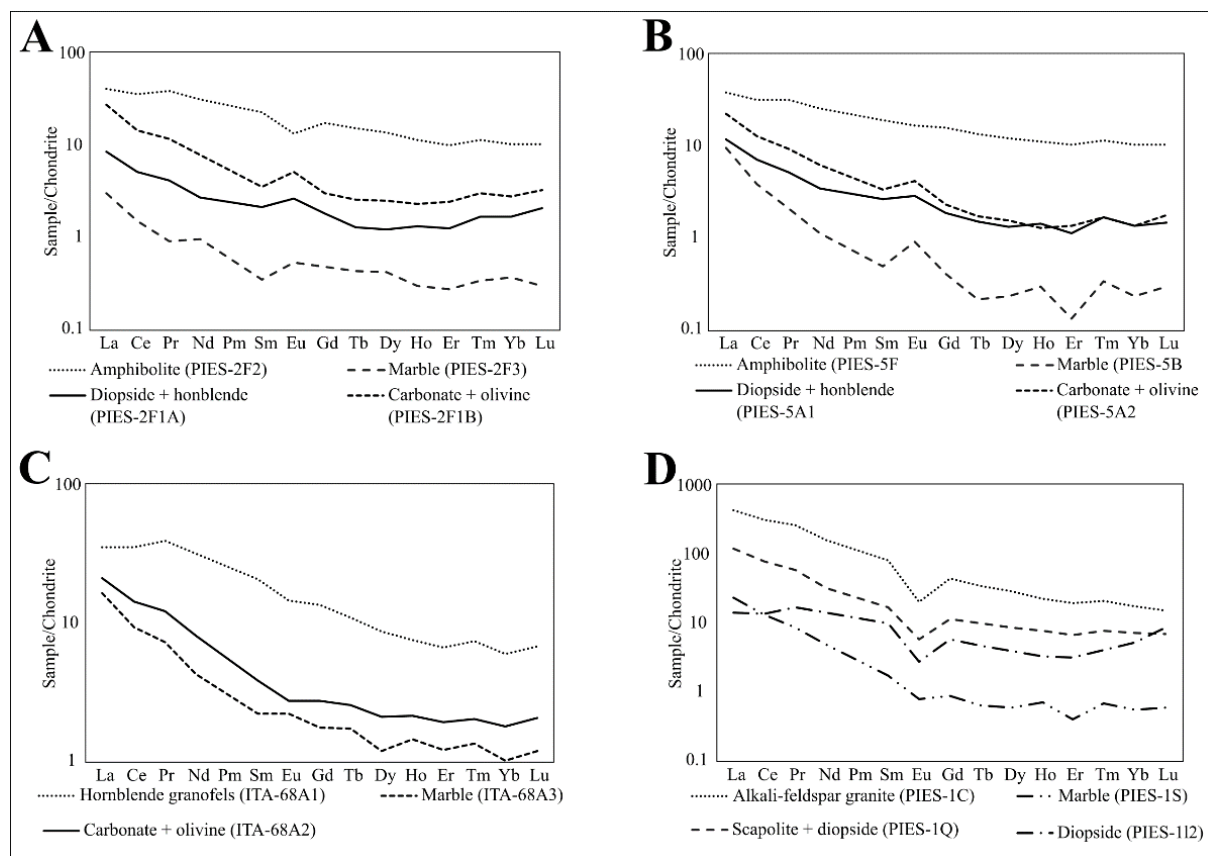 A
B
100
10
1
0.1
Sample/Chondrite
La Ce Pr Nd Pm Sm Eu Gd Tb Dy Ho Er Tm Yb Lu
Amphibolite (PIES-2F2)
Marble (PIES-2F3)
Diopside + honblende
(PIES-2F1A)
Carbonate + olivine
(PIES-2F1B)
100
10
1
0.1
Sample/Chondrite
La Ce Pr Nd Pm Sm Eu Gd Tb Dy Ho Er Tm Yb Lu
Amphibolite (PIES-5F
Marble (PIES-5B
Diopside + honblende
(PIES-5A1
Carbonate + olivine
(PIES-5A2
C
D
100
10
1
Sample/Chondrite
La Ce Pr Nd Pm Sm Eu Gd Tb Dy Ho Er Tm Yb Lu
Hornblende granofels (ITA-68A1)
Marble (ITA-68A3)
Carbonate + olivine (ITA-68A2)
1000
100
10
1
0.1
Sample/Chondrite
La Ce Pr Nd Pm Sm Eu Gd Tb Dy Ho Er Tm Yb Lu
Alkali-feldspar granite (PIES-1C)
Marble (PIES-1S)
Scapolite + diopside (PIES-1Q)
Diopside (PIES-1I2)